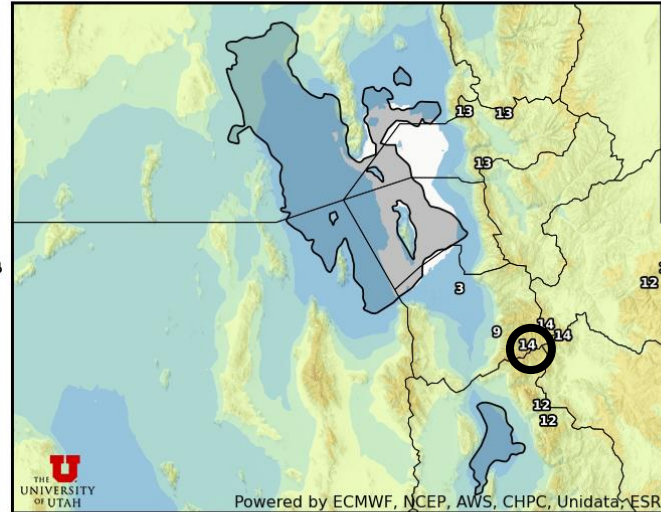 13
13
13
12
3
14
9
14
14
12
12
THE U
UNIVERSITY
OF UTAH
Powered by ECMWF, NCEP, AWS, CHPC, Unidata, ESR